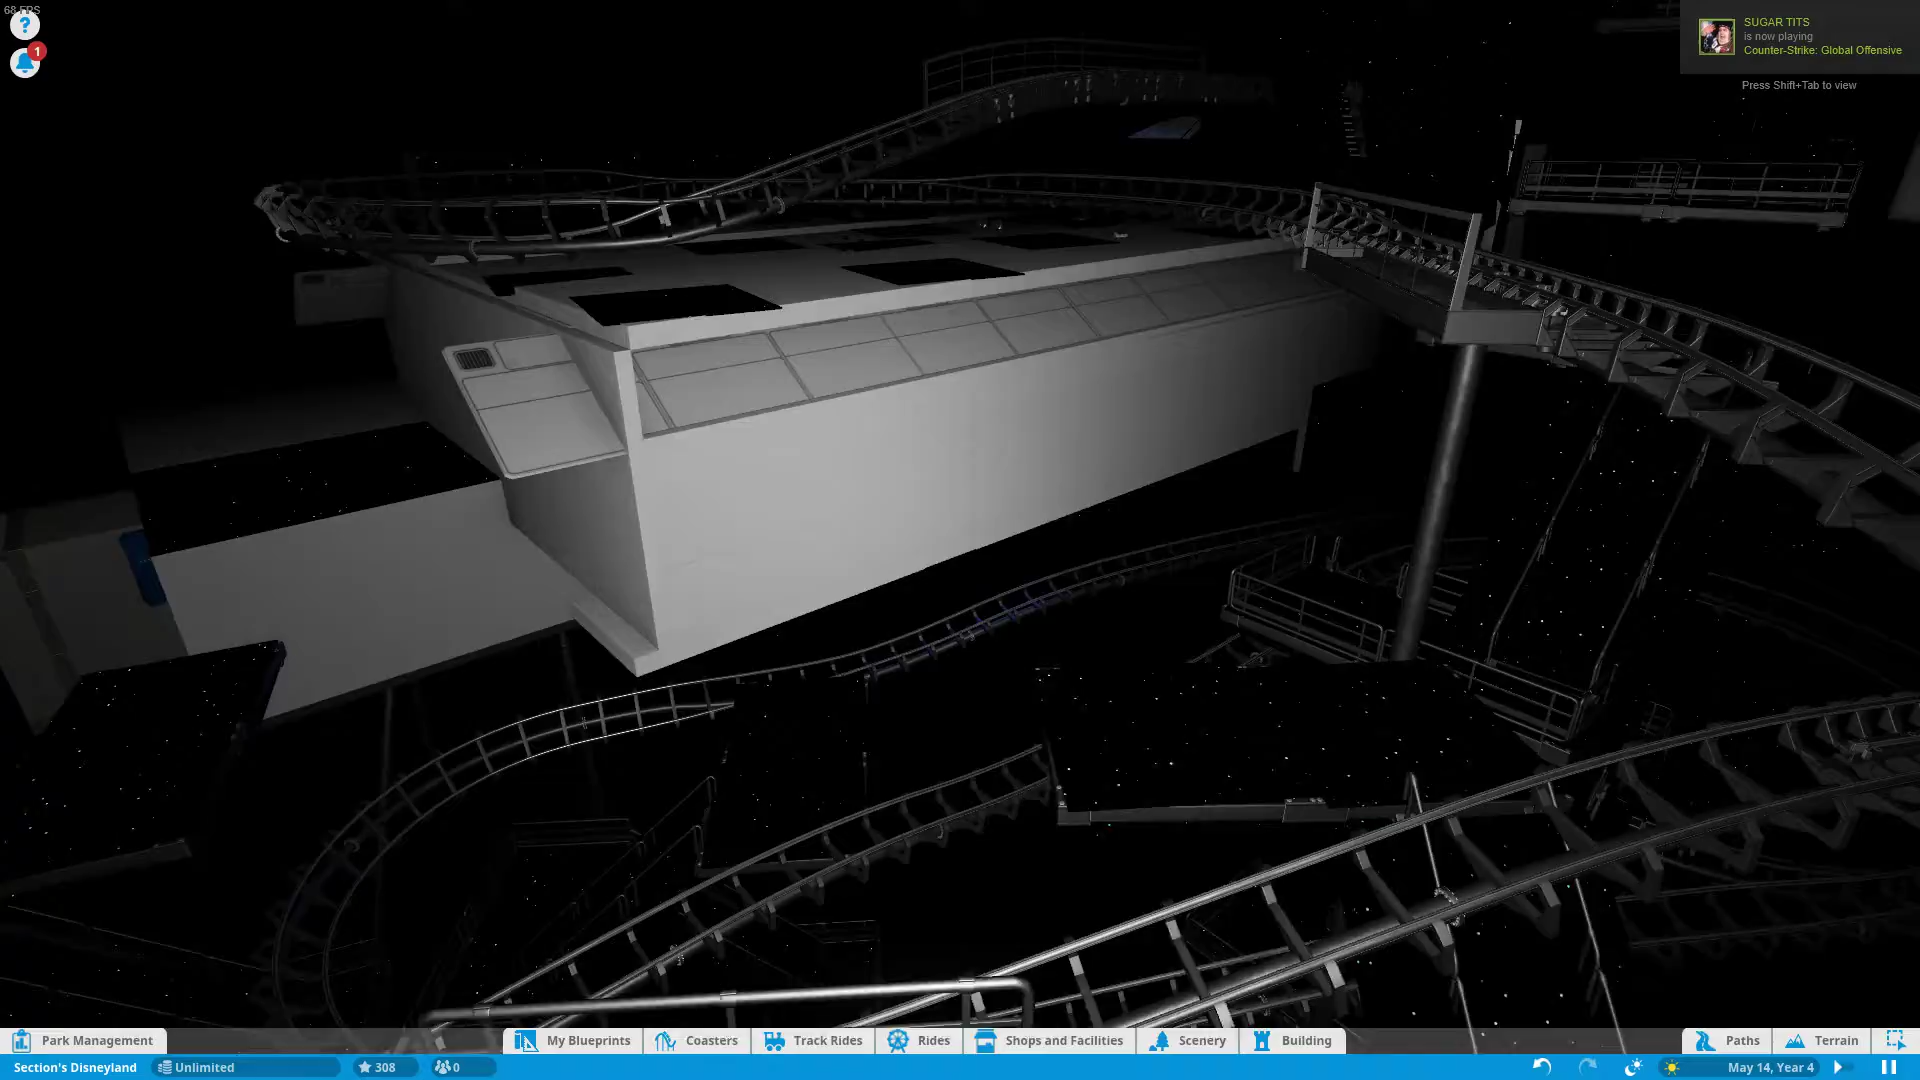 68 FPS
?
1
SUGAR TITS
is now playing
Counter-Strike: Global Offensive
Press Shift+Tab to view
Park Management
My Blueprints
Coasters
Track Rides
Rides
Shops and Facilities
Scenery
Building
Paths
Terrain
Section's Disneyland
Unlimited
308
0
May 14, Year 4